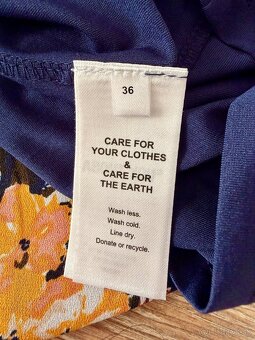 36
CARE FOR
YOUR CLOTHES
&
CARE FOR
THE EARTH
Wash less.
Wash cold.
Line dry.
Donate or recycle.